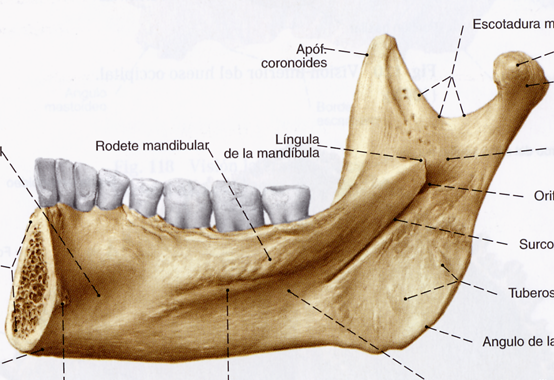 Escotadura m
Apóf.
coronoides
Rodete mandibular
Língula
de la mandíbula
Orif
Surco
Tuberos
Angulo de la